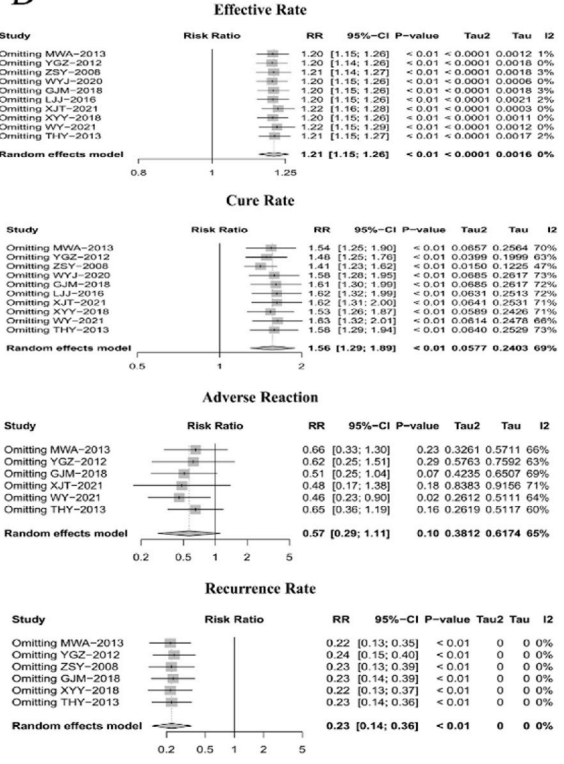 Effective Rate
Study Risk Ratio RR 95%-CI P-value Tau2 Tau I2
Omitting MWA-2013 1.20 [1.15; 1.26] < 0.01 < 0.0001 0.0012 1%
Omitting YGZ-2012 1.20 [1.14; 1.26] < 0.01 < 0.0001 0.0018 0%
Omitting ZSY-2008 1.21 [1.14; 1.27] < 0.01 < 0.0001 0.0018 3%
Omitting WYJ-2020 1.20 [1.15; 1.26] < 0.01 < 0.0001 0.0006 0%
Omitting GJM-2018 1.20 [1.15; 1.26] < 0.01 < 0.0001 0.0018 3%
Omitting LJJ-2016 1.20 [1.15; 1.26] < 0.01 < 0.0001 0.0021 2%
Omitting XJT-2021 1.22 [1.16; 1.28] < 0.01 < 0.0001 0.0003 0%
Omitting XYY-2018 1.20 [1.15; 1.26] < 0.01 < 0.0001 0.0011 0%
Omitting WY-2021 1.22 [1.15; 1.29] < 0.01 < 0.0001 0.0012 0%
Omitting THY-2013 1.21 [1.15; 1.27] < 0.01 < 0.0001 0.0017 2%
Random effects model 1.21 [1.15; 1.26] < 0.01 < 0.0001 0.0016 0%
0.8 1 1.25
Cure Rate
Study Risk Ratio RR 95%-CI P-value Tau2 Tau I2
Omitting MWA-2013 1.54 [1.25; 1.90] < 0.01 0.0657 0.2564 70%
Omitting YGZ-2012 1.48 [1.25; 1.76] < 0.01 0.0399 0.1999 63%
Omitting ZSY-2008 1.41 [1.23; 1.62] < 0.01 0.0150 0.1225 47%
Omitting WYJ-2020 1.58 [1.28; 1.95] < 0.01 0.0685 0.2617 73%
Omitting GJM-2018 1.61 [1.30; 1.99] < 0.01 0.0685 0.2617 72%
Omitting LJJ-2016 1.62 [1.32; 1.99] < 0.01 0.0631 0.2513 72%
Omitting XJT-2021 1.62 [1.31; 2.00] < 0.01 0.0641 0.2531 71%
Omitting XYY-2018 1.53 [1.26; 1.87] < 0.01 0.0589 0.2426 71%
Omitting WY-2021 1.63 [1.32; 2.01] < 0.01 0.0614 0.2478 66%
Omitting THY-2013 1.58 [1.29; 1.94] < 0.01 0.0640 0.2529 73%
Random effects model 1.56 [1.29; 1.89] < 0.01 0.0577 0.2403 69%
0.5 1 2
Adverse Reaction
Study Risk Ratio RR 95%-CI P-value Tau2 Tau I2
Omitting MWA-2013 0.66 [0.33; 1.30] 0.23 0.3261 0.5711 66%
Omitting YGZ-2012 0.62 [0.25; 1.51] 0.29 0.5763 0.7592 63%
Omitting GJM-2018 0.51 [0.25; 1.04] 0.07 0.4235 0.6507 69%
Omitting XJT-2021 0.48 [0.17; 1.38] 0.18 0.8383 0.9156 71%
Omitting WY-2021 0.46 [0.23; 0.90] 0.02 0.2612 0.5111 64%
Omitting THY-2013 0.65 [0.36; 1.19] 0.16 0.2619 0.5117 60%
Random effects model 0.57 [0.29; 1.11] 0.10 0.3812 0.6174 65%
0.2 0.5 1 2 5
Recurrence Rate
Study Risk Ratio RR 95%-CI P-value Tau2 Tau I2
Omitting MWA-2013 0.22 [0.13; 0.35] < 0.01 0 0 0%
Omitting YGZ-2012 0.24 [0.15; 0.40] < 0.01 0 0 0%
Omitting ZSY-2008 0.23 [0.13; 0.39] < 0.01 0 0 0%
Omitting GJM-2018 0.23 [0.14; 0.39] < 0.01 0 0 0%
Omitting XYY-2018 0.22 [0.13; 0.37] < 0.01 0 0 0%
Omitting THY-2013 0.23 [0.14; 0.36] < 0.01 0 0 0%
Random effects model 0.23 [0.14; 0.36] < 0.01 0 0 0%
0.2 0.5 1 2 5